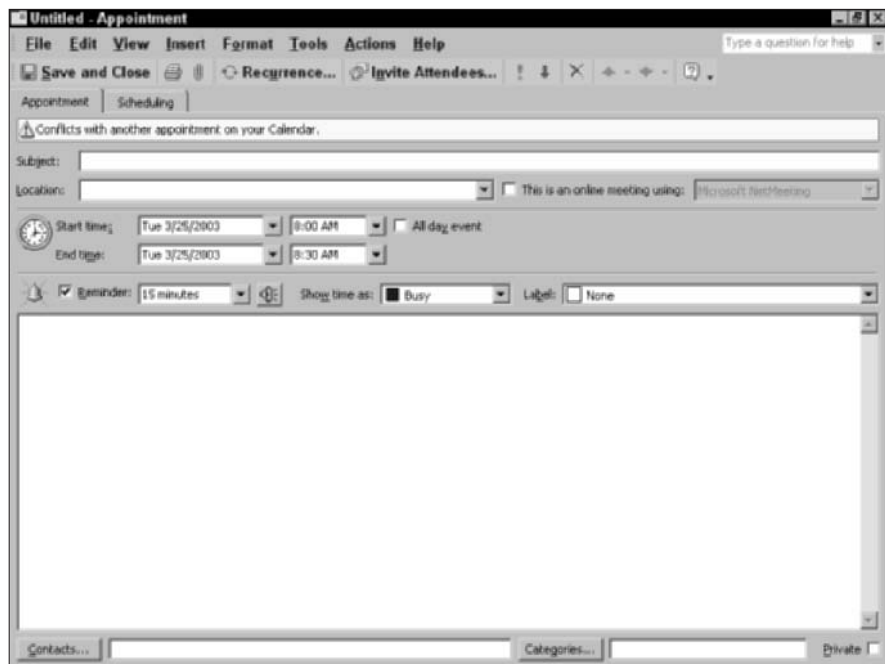 Untitled - Appointment
File Edit View Insert Format Tools Actions Help Type a question for help
Save and Close Recurrence... Invite Attendees...
Appointment Scheduling
Conflicts with another appointment on your Calendar.
Subject:
Location: This is an online meeting using: Microsoft NetMeeting
Start time: Tue 3/25/2003 8:00 AM All day event
End time: Tue 3/25/2003 8:30 AM
Reminder: 15 minutes Show time as: Busy Label: None
Contacts... Categories... Private